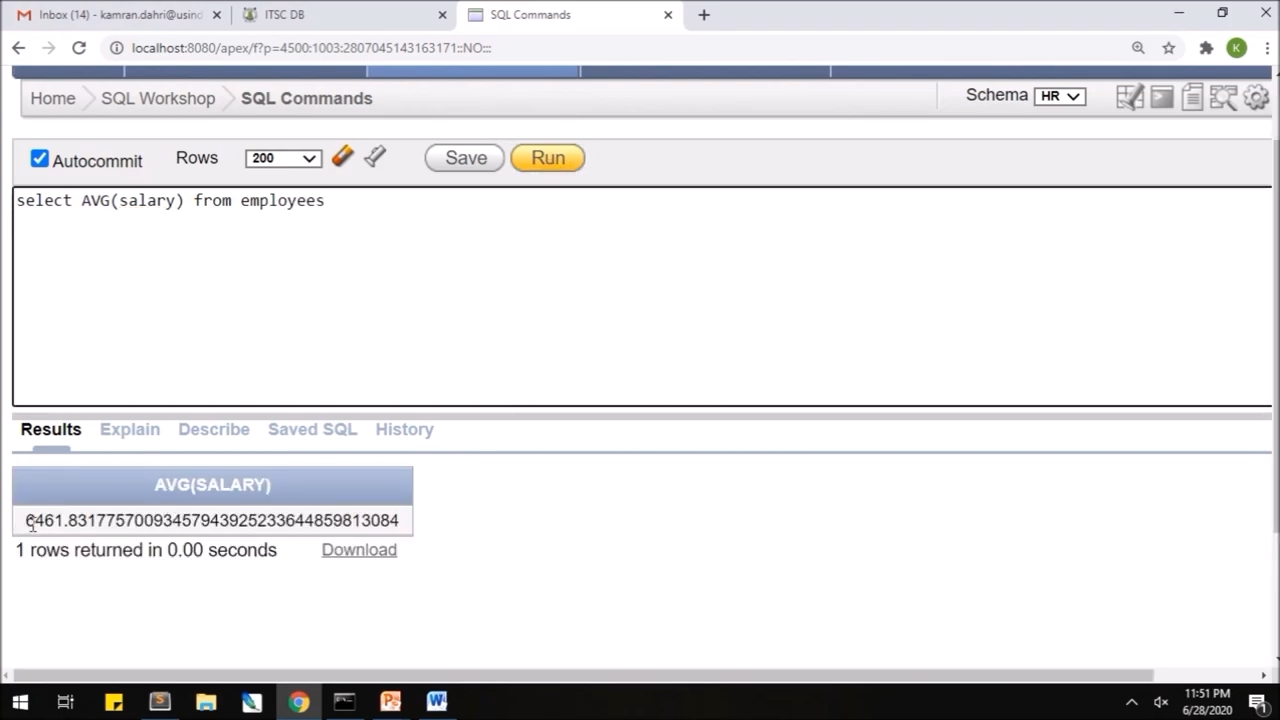 Inbox (14) - kamran.dahri@usind
ITSC DB
SQL Commands
localhost:8080/apex/f?p=4500:1003:2807045143163171::NO:::
K
Home
SQL Workshop
SQL Commands
Schema
HR
Autocommit
Rows
200
Save
Run
select AVG(salary) from employees
Results
Explain
Describe
Saved SQL
History
AVG(SALARY)
6461.83177570093457943925233644859813084
1 rows returned in 0.00 seconds
Download
11:51 PM
6/28/2020
1